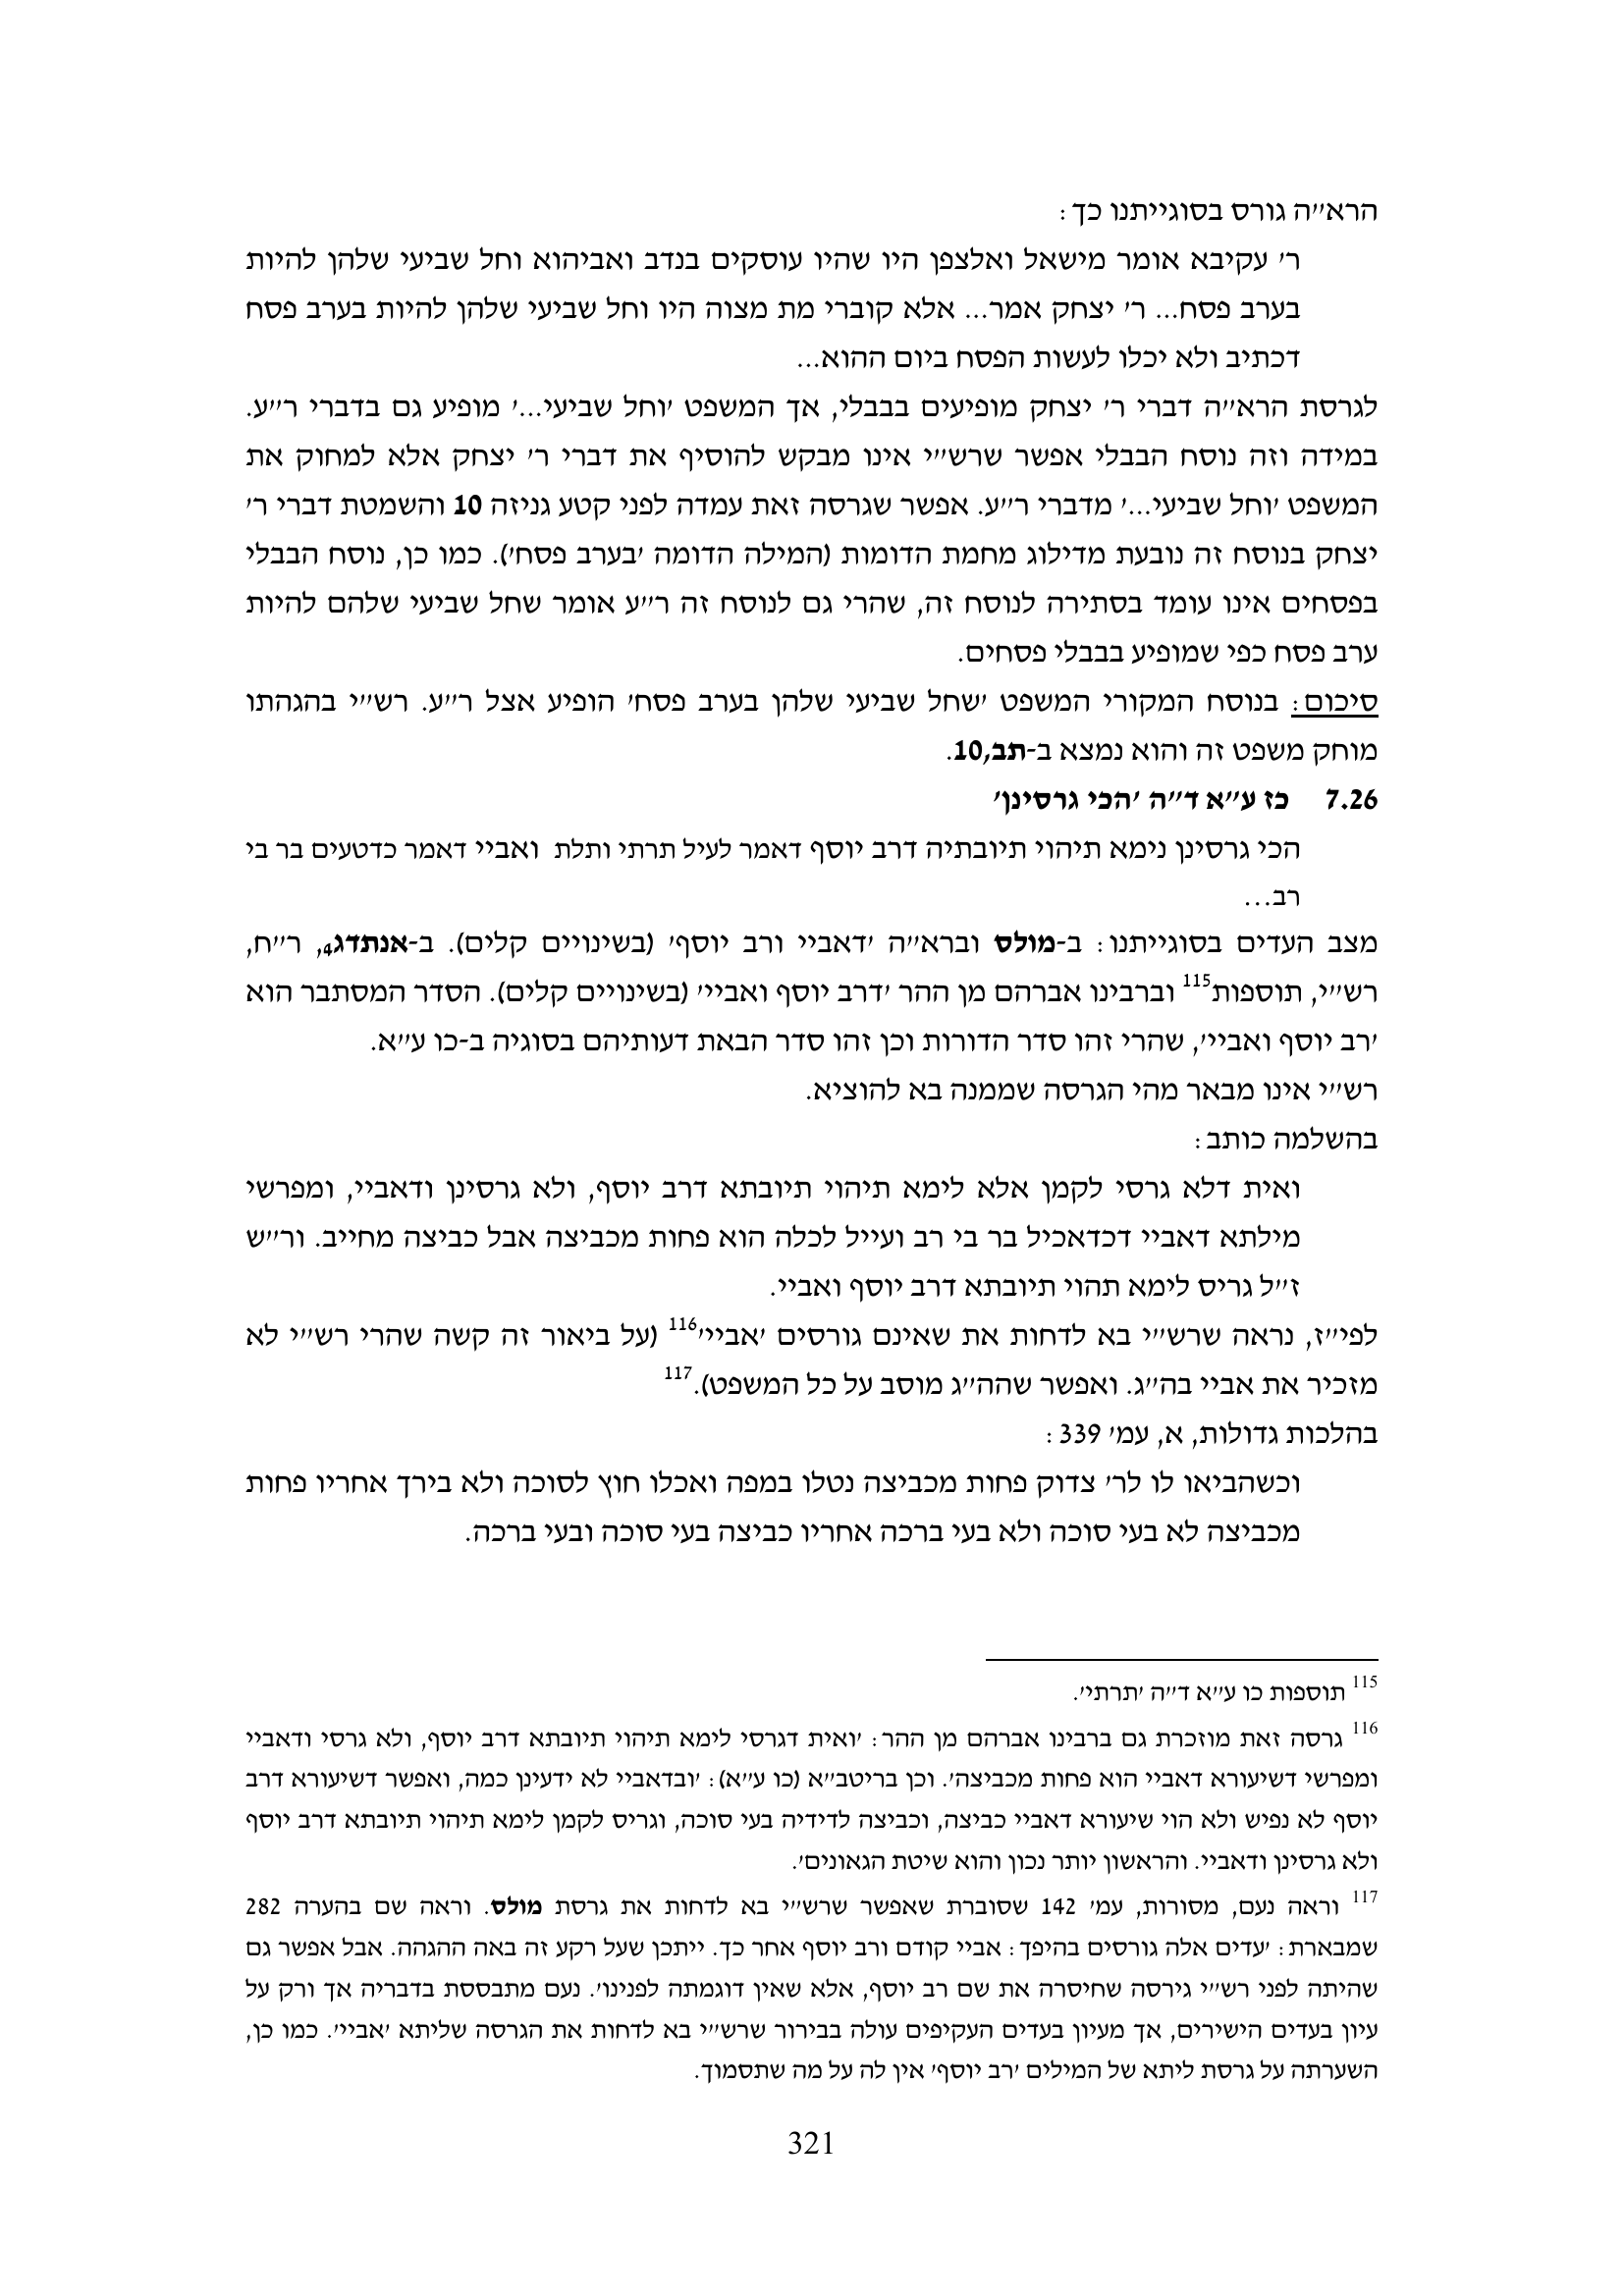 הרא״ה גורס בסוגייתנו כך:
ר׳ עקיבא אומר מישאל ואלצפן היו שהיו עוסקים בנדב ואביהוא וחל שביעי שלהן להיות
בערב פסח... ר׳ יצחק אמר... אלא קוברי מת מצוה היו וחל שביעי שלהן להיות בערב פסח
דכתיב ולא יכלו לעשות הפסח ביום ההוא...
לגרסת הרא״ה דברי ר׳ יצחק מופיעים בבבלי, אך המשפט ׳וחל שביעי...׳ מופיע גם בדברי ר״ע.
במידה וזה נוסח הבבלי אפשר שרש״י אינו מבקש להוסיף את דברי ר׳ יצחק אלא למחוק את
המשפט ׳וחל שביעי...׳ מדברי ר״ע. אפשר שגרסה זאת עמדה לפני קטע גניזה 10 והשמטת דברי ר׳
יצחק בנוסח זה נובעת מדילוג מחמת הדומות (המילה הדומה ׳בערב פסח׳). כמו כן, נוסח הבבלי
בפסחים אינו עומד בסתירה לנוסח זה, שהרי גם לנוסח זה ר״ע אומר שחל שביעי שלהם להיות
ערב פסח כפי שמופיע בבבלי פסחים.
סיכום: בנוסח המקורי המשפט ׳שחל שביעי שלהן בערב פסח׳ הופיע אצל ר״ע. רש״י בהגהתו
מוחק משפט זה והוא נמצא ב-תב,10.
7.26 כז ע״א ד״ה ׳הכי גרסינן׳
הכי גרסינן נימא תיהוי תיובתיה דרב יוסף דאמר לעיל תרתי ותלת ואביי דאמר כדטעים בר בי
רב...
מצב העדים בסוגייתנו: ב-מולס וברא״ה ׳דאביי ורב יוסף׳ (בשינויים קלים). ב-אנתדג4, ר״ח,
רש״י, תוספות115 וברבינו אברהם מן ההר ׳דרב יוסף ואביי׳ (בשינויים קלים). הסדר המסתבר הוא
׳רב יוסף ואביי׳, שהרי זהו סדר הדורות וכן זהו סדר הבאת דעותיהם בסוגיה ב-כו ע״א.
רש״י אינו מבאר מהי הגרסה שממנה בא להוציא.
בהשלמה כותב:
ואית דלא גרסי לקמן אלא לימא תיהוי תיובתא דרב יוסף, ולא גרסינן ודאביי, ומפרשי
מילתא דאביי דכדאכיל בר בי רב ועייל לכלה הוא פחות מכביצה אבל כביצה מחייב. ור״ש
ז״ל גריס לימא תהוי תיובתא דרב יוסף ואביי.
לפי״ז, נראה שרש״י בא לדחות את שאינם גורסים ׳אביי׳116 (על ביאור זה קשה שהרי רש״י לא
מזכיר את אביי בה״ג. ואפשר שהה״ג מוסב על כל המשפט).117
בהלכות גדולות, א, עמ׳ 339:
וכשהביאו לו לר׳ צדוק פחות מכביצה נטלו במפה ואכלו חוץ לסוכה ולא בירך אחריו פחות
מכביצה לא בעי סוכה ולא בעי ברכה אחריו כביצה בעי סוכה ובעי ברכה.
115 תוספות כו ע״א ד״ה ׳תרתי׳.
116 גרסה זאת מוזכרת גם ברבינו אברהם מן ההר: ׳ואית דגרסי לימא תיהוי תיובתא דרב יוסף, ולא גרסי ודאביי
ומפרשי דשיעורא דאביי הוא פחות מכביצה׳. וכן בריטב״א (כו ע״א): ׳ובדאביי לא ידעינן כמה, ואפשר דשיעורא דרב
יוסף לא נפיש ולא הוי שיעורא דאביי כביצה, וכביצה לדידיה בעי סוכה, וגריס לקמן לימא תיהוי תיובתא דרב יוסף
ולא גרסינן ודאביי. והראשון יותר נכון והוא שיטת הגאונים׳.
117 וראה נעם, מסורות, עמ׳ 142 שסוברת שאפשר שרש״י בא לדחות את גרסת מולס. וראה שם בהערה 282
שמבארת: ׳עדים אלה גורסים בהיפך: אביי קודם ורב יוסף אחר כך. ייתכן שעל רקע זה באה ההגהה. אבל אפשר גם
שהיתה לפני רש״י גירסה שחיסרה את שם רב יוסף, אלא שאין דוגמתה לפנינו׳. נעם מתבססת בדבריה אך ורק על
עיון בעדים הישירים, אך מעיון בעדים העקיפים עולה בבירור שרש״י בא לדחות את הגרסה שליתא ׳אביי׳. כמו כן,
השערתה על גרסת ליתא של המילים ׳רב יוסף׳ אין לה על מה שתסמוך.
321